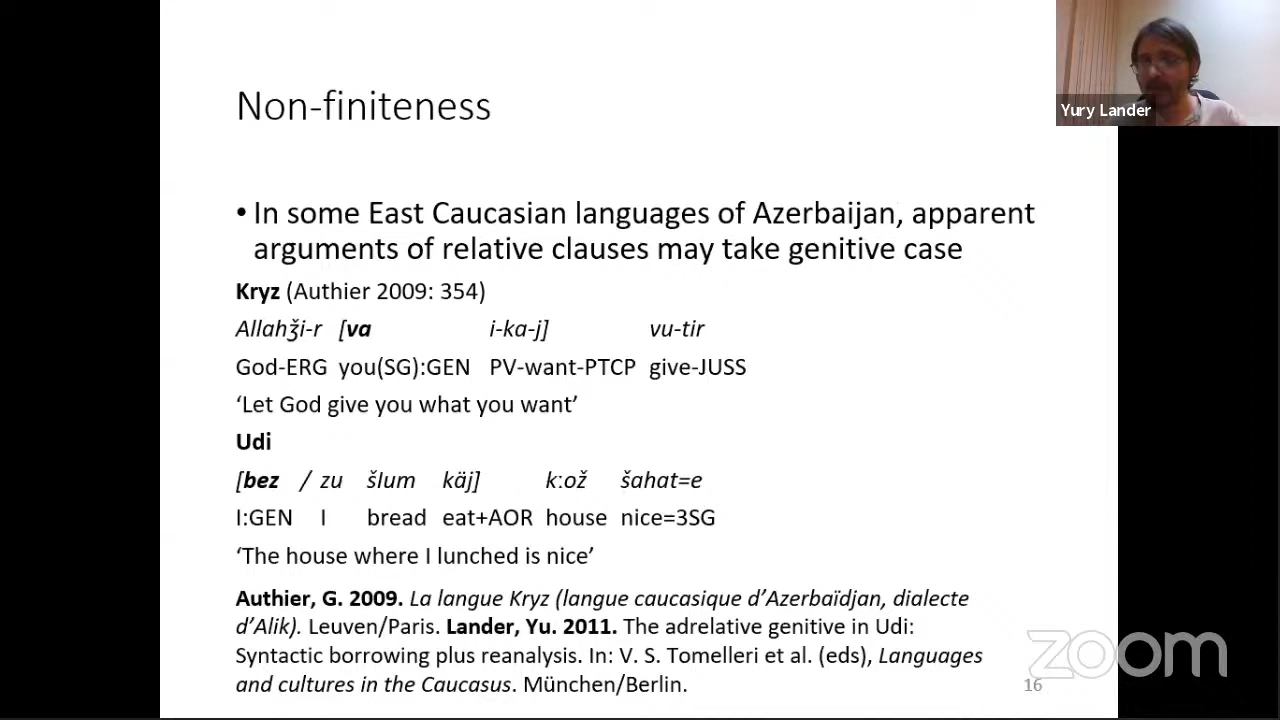 Non-finiteness
Yury Lander
• In some East Caucasian languages of Azerbaijan, apparent
arguments of relative clauses may take genitive case
Kryz (Authier 2009: 354)
Allahǯi-r [va i-ka-j] vu-tir
God-ERG you(SG):GEN PV-want-PTCP give-JUSS
‘Let God give you what you want’
Udi
[bez / zu šlum käj] kːož šahat=e
I:GEN I bread eat+AOR house nice=3SG
‘The house where I lunched is nice’
Authier, G. 2009. La langue Kryz (langue caucasique d’Azerbaïdjan, dialecte
d’Alik). Leuven/Paris. Lander, Yu. 2011. The adrelative genitive in Udi:
Syntactic borrowing plus reanalysis. In: V. S. Tomelleri et al. (eds), Languages
and cultures in the Caucasus. München/Berlin.
16
zoom